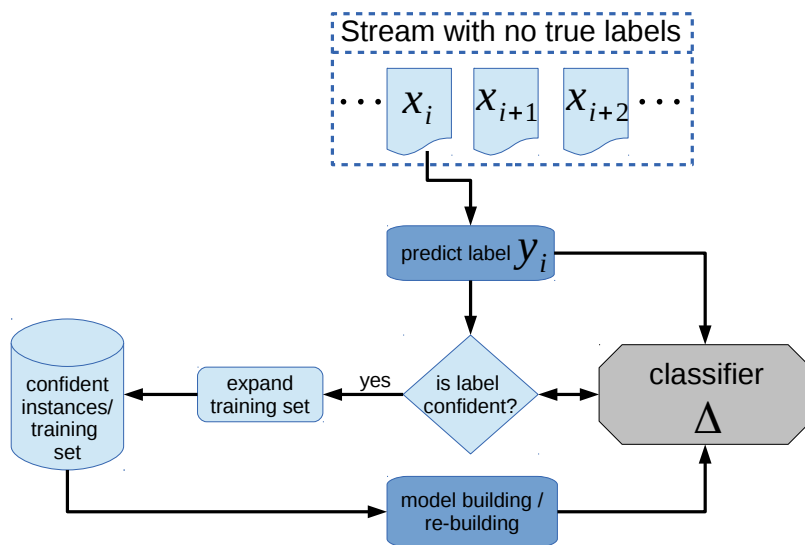 Stream with no true labels
... x_i x_{i+1} x_{i+2} ...
predict label y_i
confident
instances/
training
set
expand
training set
yes
is label
confident?
classifier
Δ
model building /
re-building